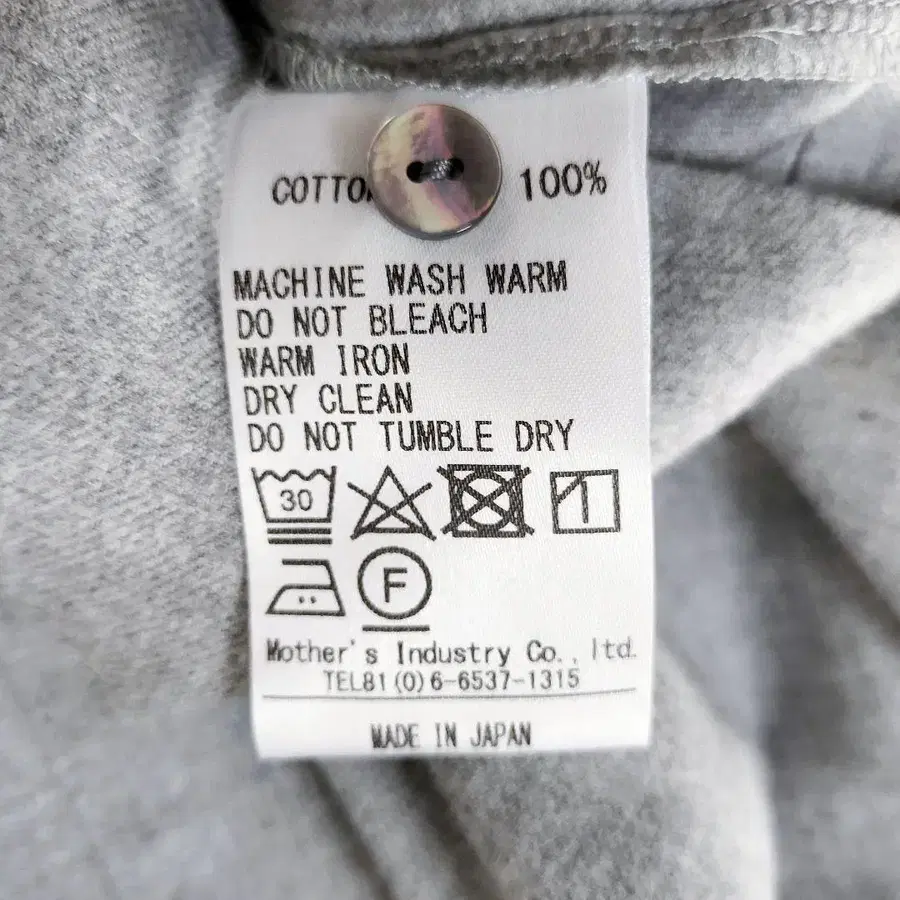 COTTO 100%
MACHINE WASH WARM
DO NOT BLEACH
WARM IRON
DRY CLEAN
DO NOT TUMBLE DRY
30
F
Mother's Industry Co., ltd.
TEL81(0)6-6537-1315
MADE IN JAPAN